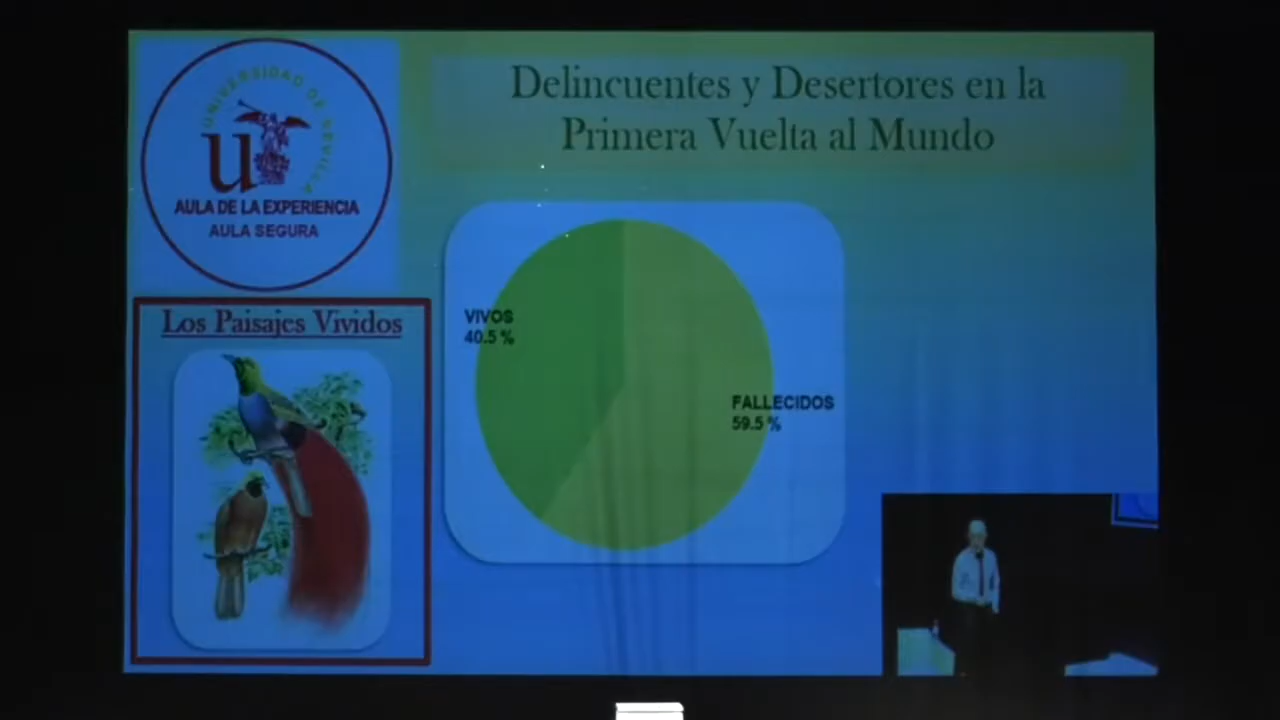 UNIVERSIDAD DE SEVILLA
u
AULA DE LA EXPERIENCIA
AULA SEGURA
Delincuentes y Desertores en la
Primera Vuelta al Mundo
Los Paisajes Vividos
VIVOS
40.5 %
FALLECIDOS
59.5 %